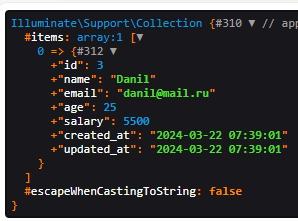 Illuminate\Support\Collection {#310 ▼ // app
#items: array:1 [▼
0 => {#312 ▼
+"id": 3
+"name": "Danil"
+"email": "danil@mail.ru"
+"age": 25
+"salary": 5500
+"created_at": "2024-03-22 07:39:01"
+"updated_at": "2024-03-22 07:39:01"
}
]
#escapeWhenCastingToString: false
}